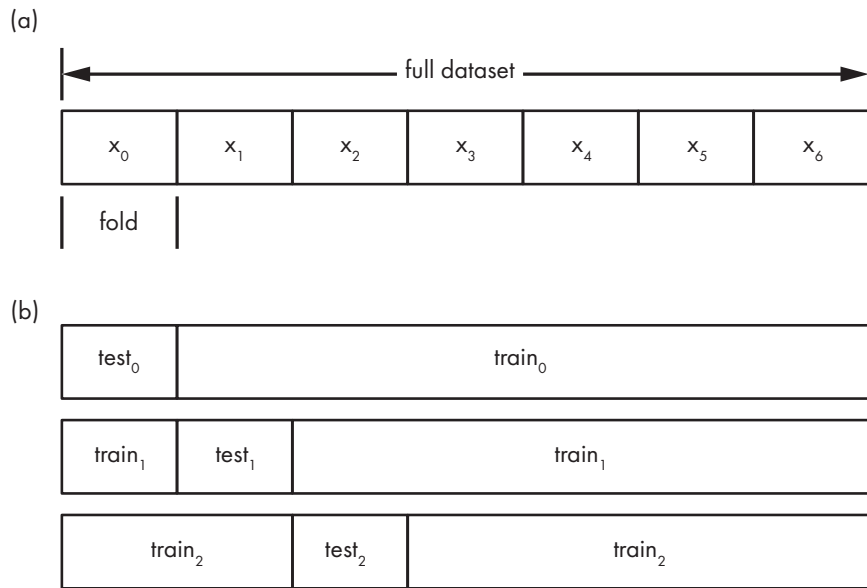 (a)
full dataset
x₀ x₁ x₂ x₃ x₄ x₅ x₆
fold
(b)
test₀ train₀
train₁ test₁ train₁
train₂ test₂ train₂